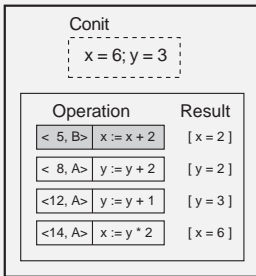 Conit
x = 6; y = 3
Operation Result
< 5, B> x := x + 2 [ x = 2 ]
< 8, A> y := y + 2 [ y = 2 ]
<12, A> y := y + 1 [ y = 3 ]
<14, A> x := y * 2 [ x = 6 ]